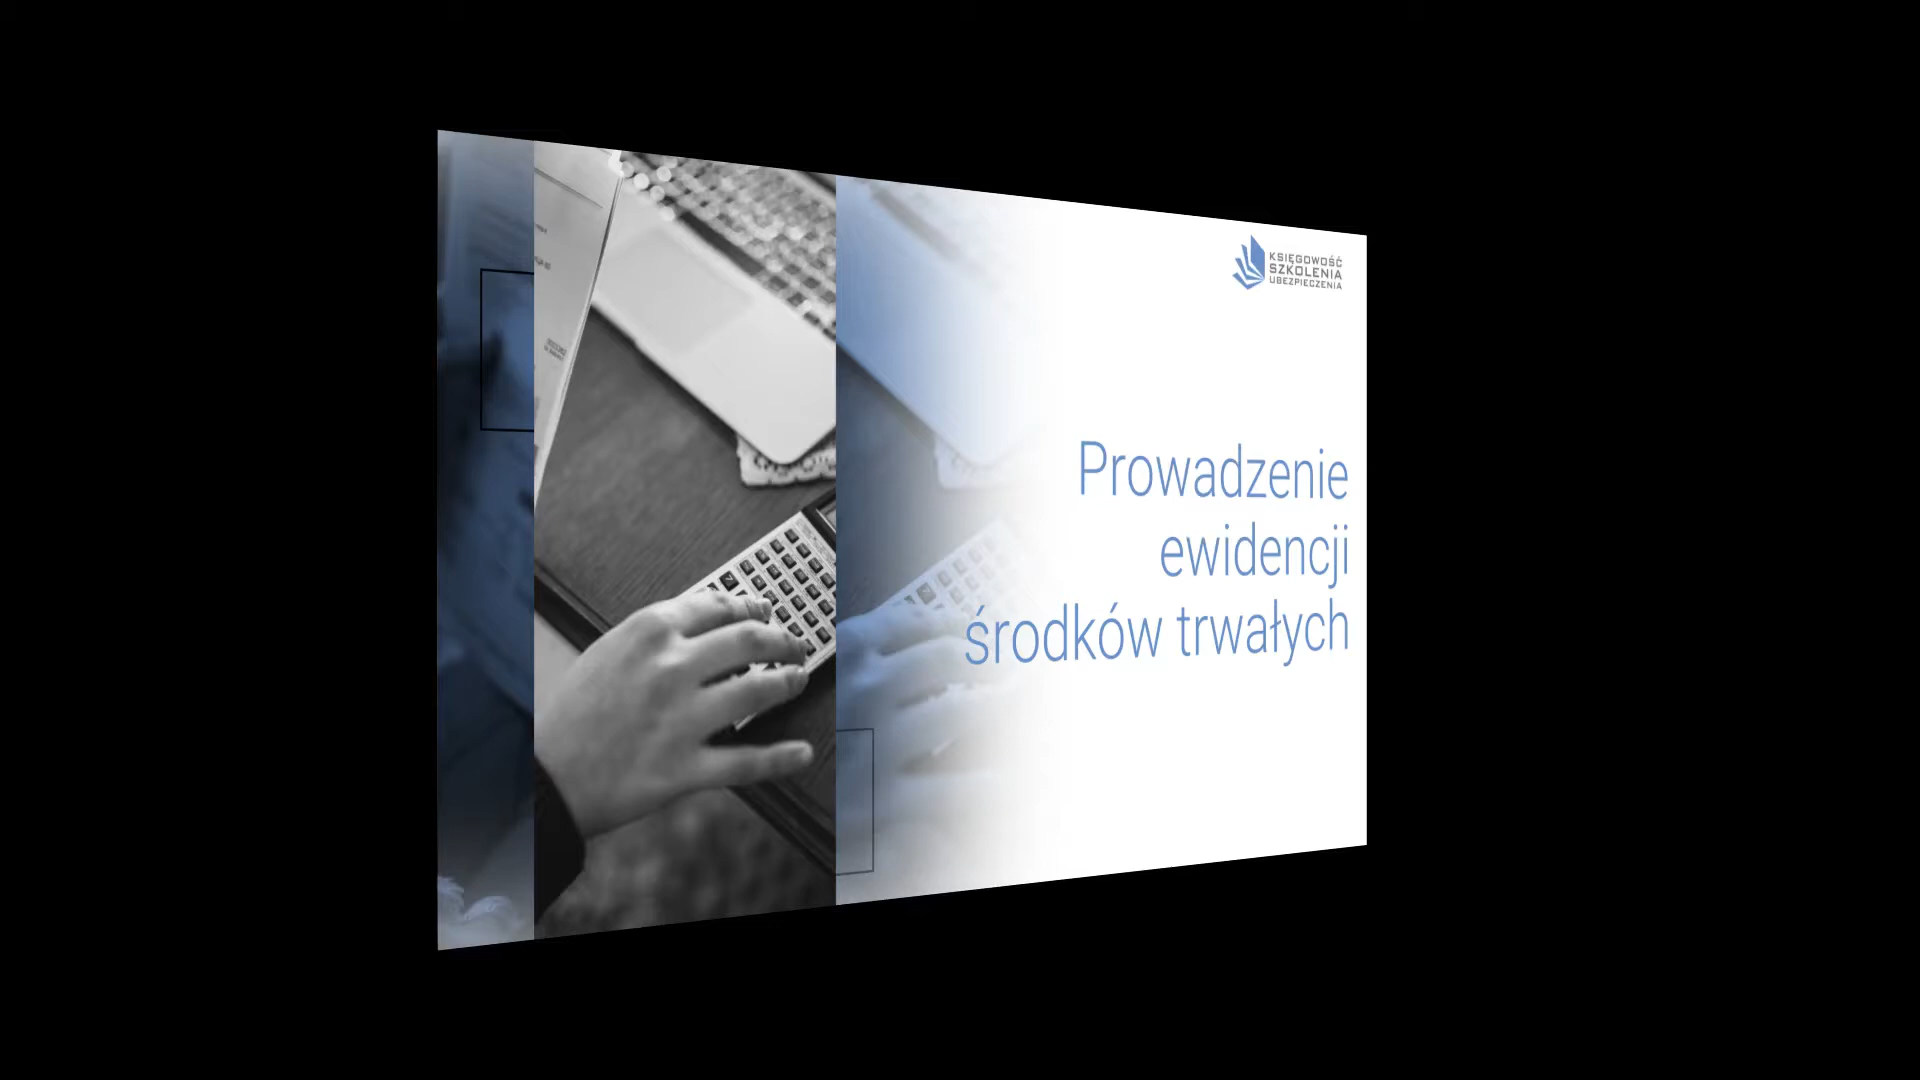 KSIĘGOWOŚĆ
SZKOLENIA
UBEZPIECZENIA
Prowadzenie
ewidencji
środków trwałych